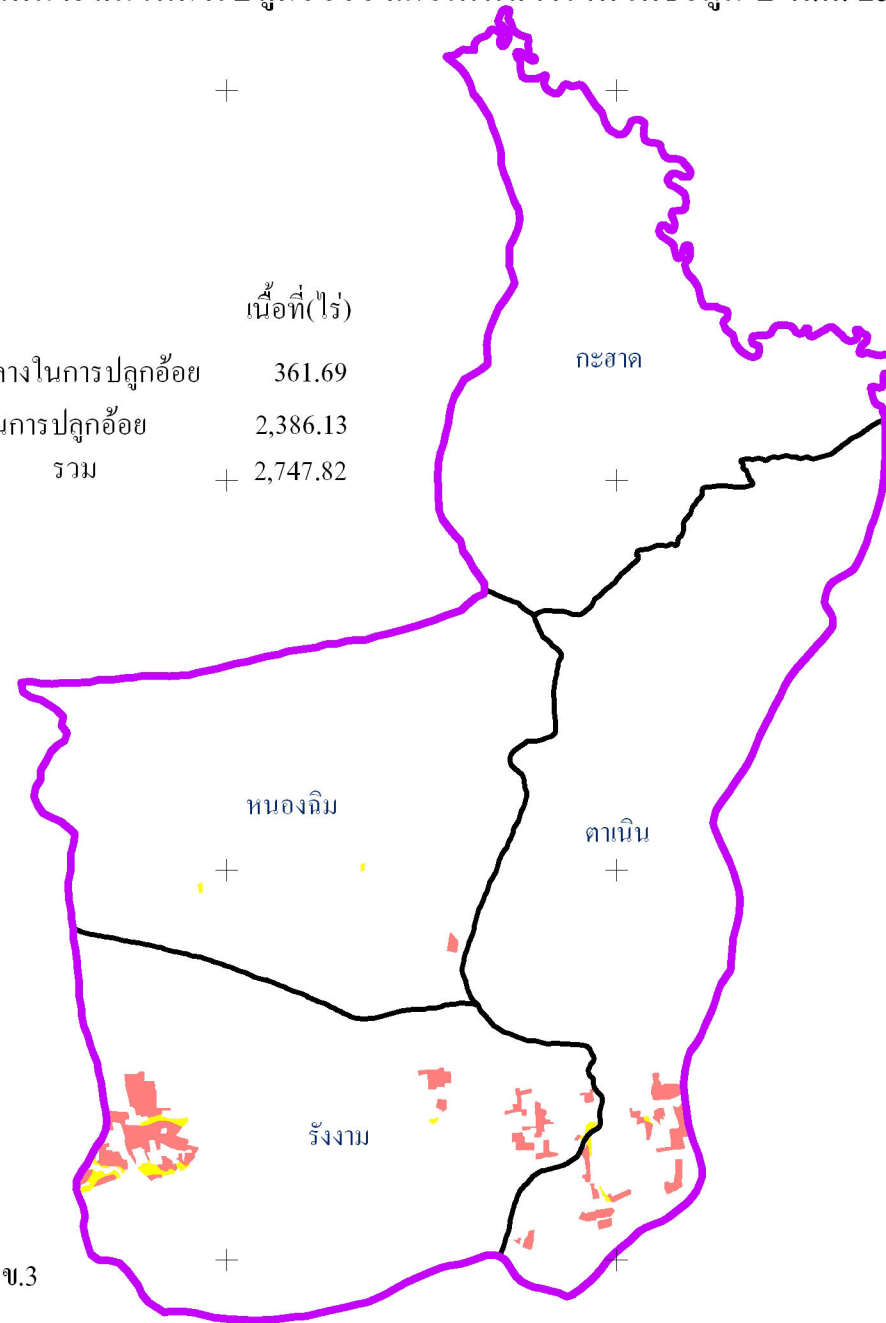 เนื้อที่(ไร่)
ในการปลูกอ้อย 361.69
การปลูกอ้อย 2,386.13
รวม 2,747.82
กะฮาด
หนองฉิม
ตาเนิน
รังงาม
ข.3